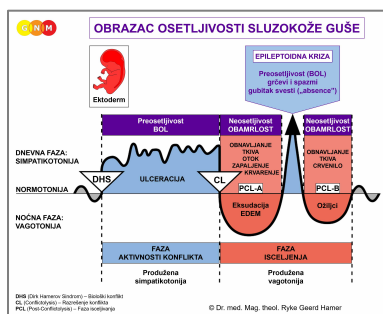 GNM
OBRAZAC OSETLJIVOSTI SLUZOKOŽE GUŠE
Ektoderm
EPILEPTOIDNA KRIZA
Preosetljivost (BOL)
grčevi i spazmi
gubitak svesti („absence”)
Preosetljivost
BOL
Neosetljivost
OBAMRLOST
Neosetljivost
OBAMRLOST
DNEVNA FAZA:
SIMPATIKOTONIJA
OBNAVLJANJE
TKIVA
OTOK
ZAPALJENJE
KRVARENJE
OBNAVLJANJE
TKIVA
CRVENILO
DHS
ULCERACIJA
CL
PCL-A
PCL-B
NORMOTONIJA
NOĆNA FAZA:
VAGOTONIJA
Eksudacija
EDEM
Ožiljci
FAZA
AKTIVNOSTI KONFLIKTA
FAZA
ISCELJENJA
Produžena
simpatikotonija
Produžena
vagotonija
DHS (Dirk Hamerov Sindrom) – Biološki konflikt
CL (Conflictolysis) – Razrešenje konflikta
PCL (Post-Conflictolysis) – Faza isceljivanja
© Dr. med. Mag. theol. Ryke Geerd Hamer